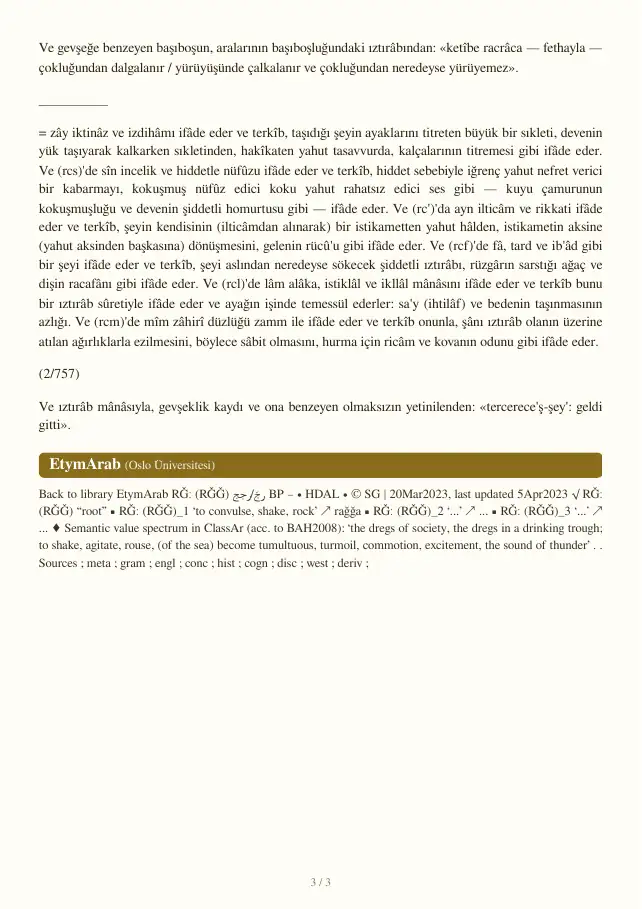 Ve gevşeğe benzeyen başıboşun, aralarının başıboşluğundaki ıztırâbından: «ketîbe racrâca — fethayla —
çokluğundan dalgalanır / yürüyüşünde çalkalanır ve çokluğundan neredeyse yürüyemez».
__________
= zây iktinâz ve izdihâmı ifâde eder ve terkîb, taşıdığı şeyin ayaklarını titreten büyük bir sıkleti, devenin
yük taşıyarak kalkarken sıkletinden, hakîkaten yahut tasavvurda, kalçalarının titremesi gibi ifâde eder.
Ve (rcs)'de sîn incelik ve hiddetle nüfûzu ifâde eder ve terkîb, hiddet sebebiyle iğrenç yahut nefret verici
bir kabarmayı, kokuşmuş nüfûz edici koku yahut rahatsız edici ses gibi — kuyu çamurunun
kokuşmuşluğu ve devenin şiddetli homurtusu gibi — ifâde eder. Ve (rc')'da ayn ilticâm ve rikkati ifâde
eder ve terkîb, şeyin kendisinin (ilticâmdan alınarak) bir istikametten yahut hâlden, istikametin aksine
(yahut aksinden başkasına) dönüşmesini, gelenin rücû'u gibi ifâde eder. Ve (rcf)'de fâ, tard ve ib'âd gibi
bir şeyi ifâde eder ve terkîb, şeyi aslından neredeyse sökecek şiddetli ıztırâbı, rüzgârın sarstığı ağaç ve
dişin racafânı gibi ifâde eder. Ve (rcl)'de lâm alâka, istiklâl ve ikllâl mânâsını ifâde eder ve terkîb bunu
bir ıztırâb sûretiyle ifâde eder ve ayağın işinde temessül ederler: sa'y (ihtilâf) ve bedenin taşınmasının
azlığı. Ve (rcm)'de mîm zâhirî düzlüğü zamm ile ifâde eder ve terkîb onunla, şânı ıztırâb olanın üzerine
atılan ağırlıklarla ezilmesini, böylece sâbit olmasını, hurma için ricâm ve kovanın odunu gibi ifâde eder.
(2/757)
Ve ıztırâb mânâsıyla, gevşeklik kaydı ve ona benzeyen olmaksızın yetinilenden: «tercerece'ş-şey': geldi
gitti».
EtymArab (Oslo Üniversitesi)
Back to library EtymArab RǦː (RǦǦ) رجّ/رجج BP – • HDAL • © SG | 20Mar2023, last updated 5Apr2023 √ RǦː
(RǦǦ) “root” ▪ RǦː (RǦǦ)_1 ‘to convulse, shake, rock’ ↗ raǧǧa ▪ RǦː (RǦǦ)_2 ‘...’ ↗ ... ▪ RǦː (RǦǦ)_3 ‘...’ ↗
... ♦ Semantic value spectrum in ClassAr (acc. to BAH2008): ‘the dregs of society, the dregs in a drinking trough;
to shake, agitate, rouse, (of the sea) become tumultuous, turmoil, commotion, excitement, the sound of thunder’ . .
Sources ; meta ; gram ; engl ; conc ; hist ; cogn ; disc ; west ; deriv ;
3 / 3